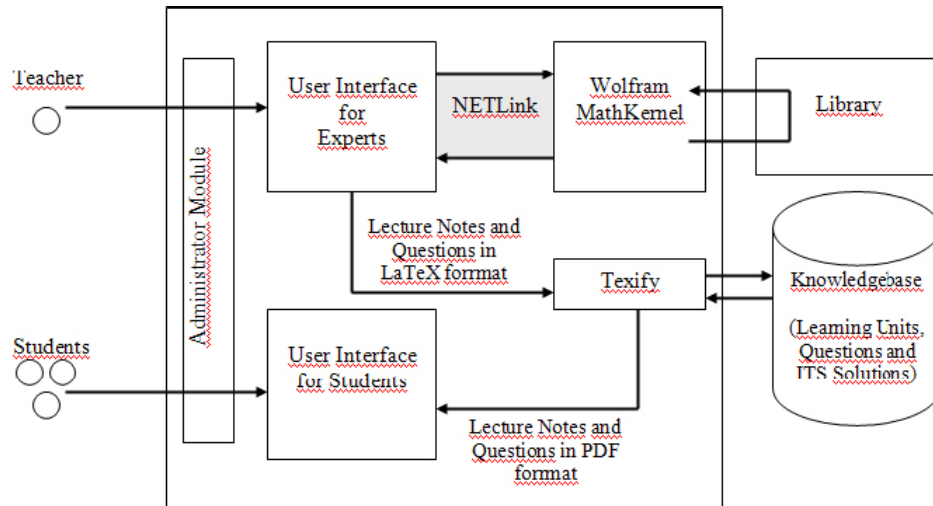 Teacher
User Interface
for
Experts
NETLink
Wolfram
MathKernel
Library
Administrator Module
Lecture Notes and
Questions in
LaTeX format
Texify
Knowledgebase
(Learning Units,
Questions and
ITS Solutions)
Students
User Interface
for Students
Lecture Notes and
Questions in PDF
format